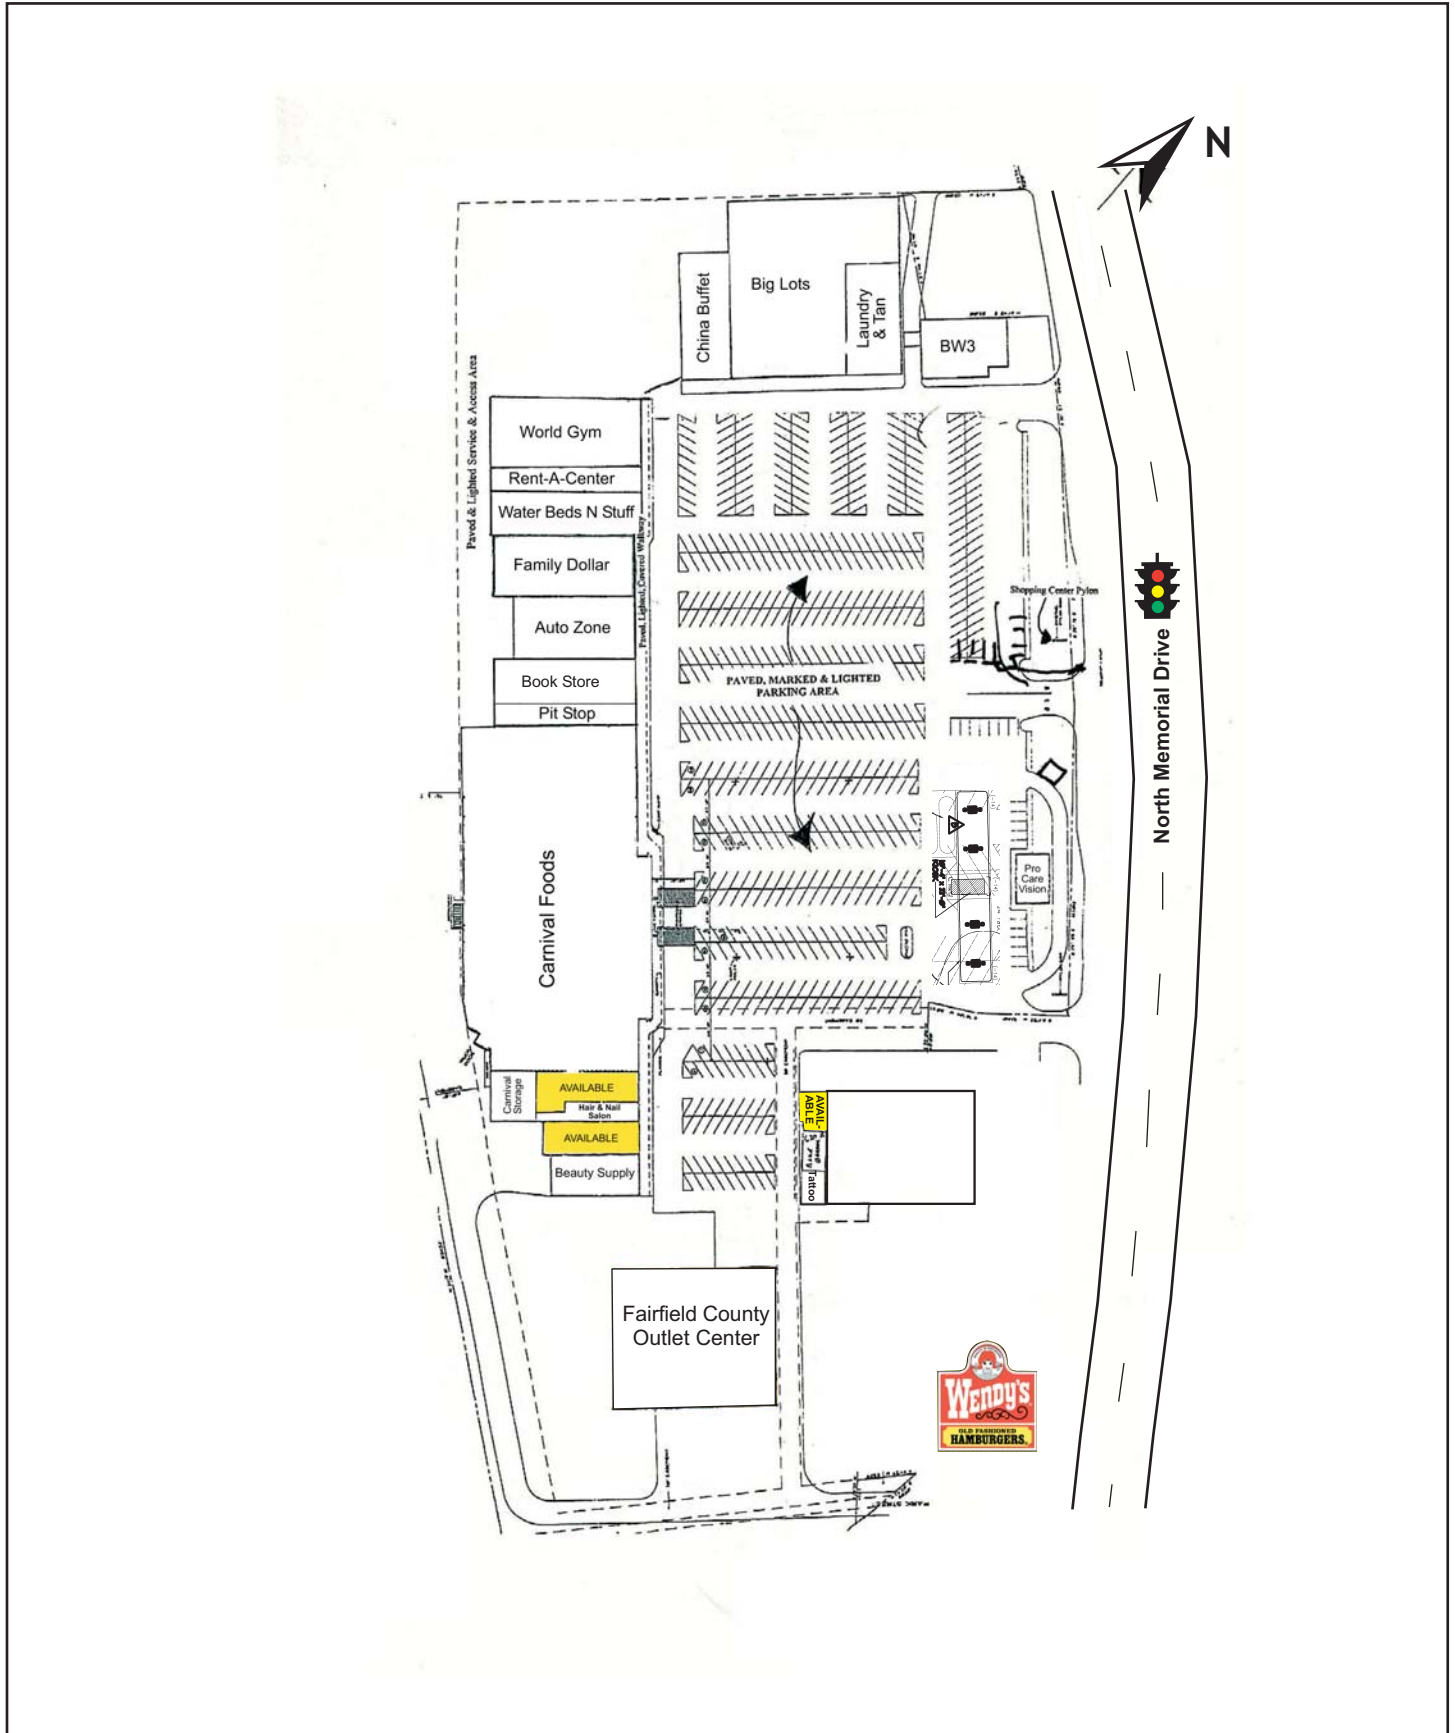 N
China Buffet
Big Lots
Laundry
& Tan
BW3
Paved & Lighted Service & Access Area
World Gym
Rent-A-Center
Water Beds N Stuff
Paved, Lighted, Covered Walkway
Family Dollar
Auto Zone
Book Store
Pit Stop
Shopping Center Pylon
PAVED, MARKED & LIGHTED
PARKING AREA
North Memorial Drive
Carnival Foods
Pro
Care
Vision
Carnival
Storage
AVAILABLE
Hair & Nail
Salon
AVAILABLE
Beauty Supply
AVAIL-
ABLE
Tattoo
Fairfield County
Outlet Center
WENDY'S
OLD FASHIONED
HAMBURGERS